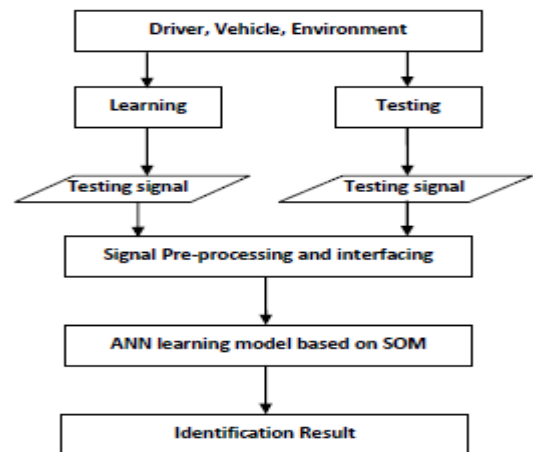 Driver, Vehicle, Environment
Learning
Testing
Testing signal
Testing signal
Signal Pre-processing and interfacing
ANN learning model based on SOM
Identification Result